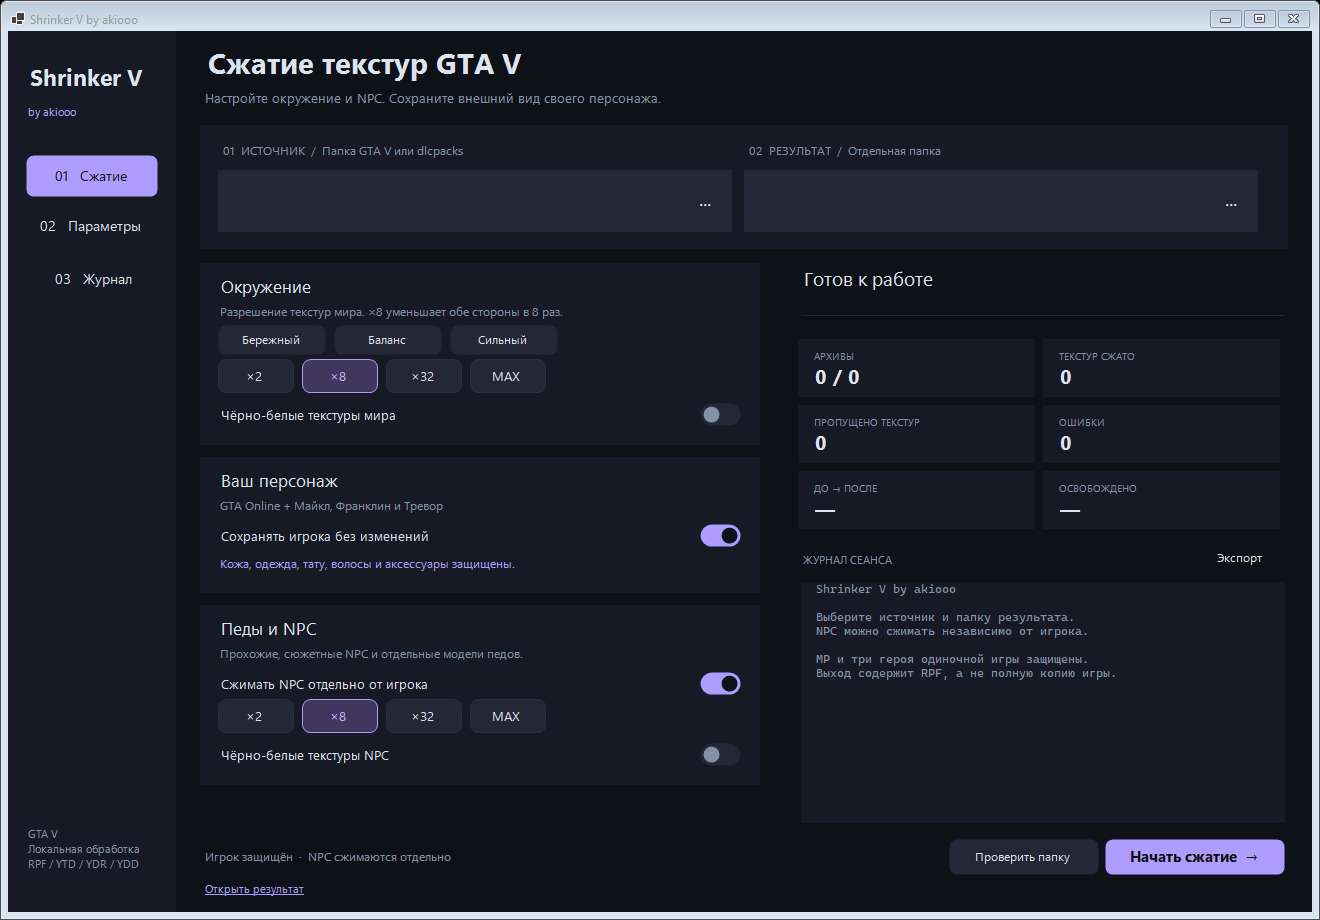 Shrinker V by akiooo
Shrinker V
by akiooo
01 Сжатие
02 Параметры
03 Журнал
GTA V
Локальная обработка
RPF / YTD / YDR / YDD
Сжатие текстур GTA V
Настройте окружение и NPC. Сохраните внешний вид своего персонажа.
01 ИСТОЧНИК / Папка GTA V или dlcpacks
...
02 РЕЗУЛЬТАТ / Отдельная папка
...
Окружение
Разрешение текстур мира. ×8 уменьшает обе стороны в 8 раз.
Бережный Баланс Сильный
×2 ×8 ×32 MAX
Чёрно-белые текстуры мира
Ваш персонаж
GTA Online + Майкл, Франклин и Тревор
Сохранять игрока без изменений
Кожа, одежда, тату, волосы и аксессуары защищены.
Педы и NPC
Прохожие, сюжетные NPC и отдельные модели педов.
Сжимать NPC отдельно от игрока
×2 ×8 ×32 MAX
Чёрно-белые текстуры NPC
Готов к работе
АРХИВЫ
0 / 0
ТЕКСТУР СЖАТО
0
ПРОПУЩЕНО ТЕКСТУР
0
ОШИБКИ
0
ДО → ПОСЛЕ
—
ОСВОБОЖДЕНО
—
ЖУРНАЛ СЕАНСА
Экспорт
Shrinker V by akiooo
Выберите источник и папку результата.
NPC можно сжимать независимо от игрока.
МР и три героя одиночной игры защищены.
Выход содержит RPF, а не полную копию игры.
Игрок защищён · NPC сжимаются отдельно
Открыть результат
Проверить папку
Начать сжатие →